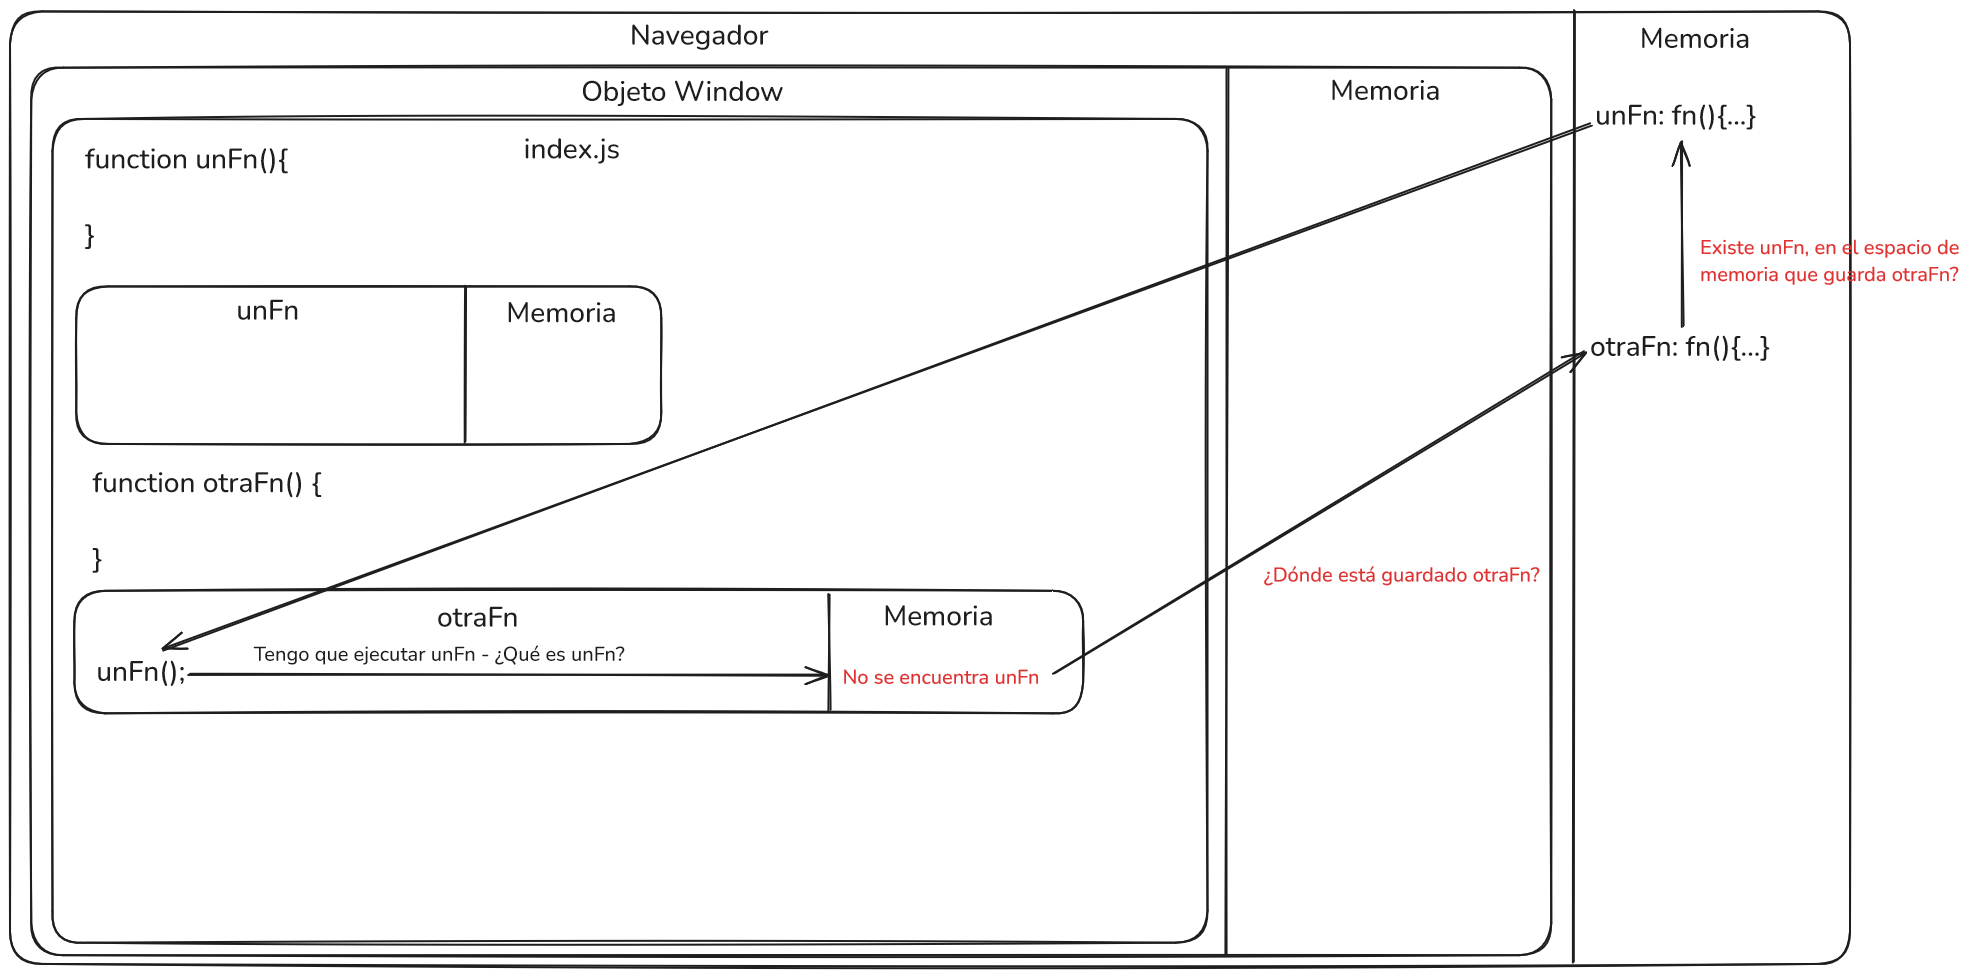 Navegador
Memoria
Objeto Window
Memoria
index.js
function unFn(){
}
unFn: fn(){...}
Existe unFn, en el espacio de
memoria que guarda otraFn?
otraFn: fn(){...}
unFn
Memoria
function otraFn() {
}
¿Dónde está guardado otraFn?
otraFn
Memoria
Tengo que ejecutar unFn - ¿Qué es unFn?
unFn();
No se encuentra unFn